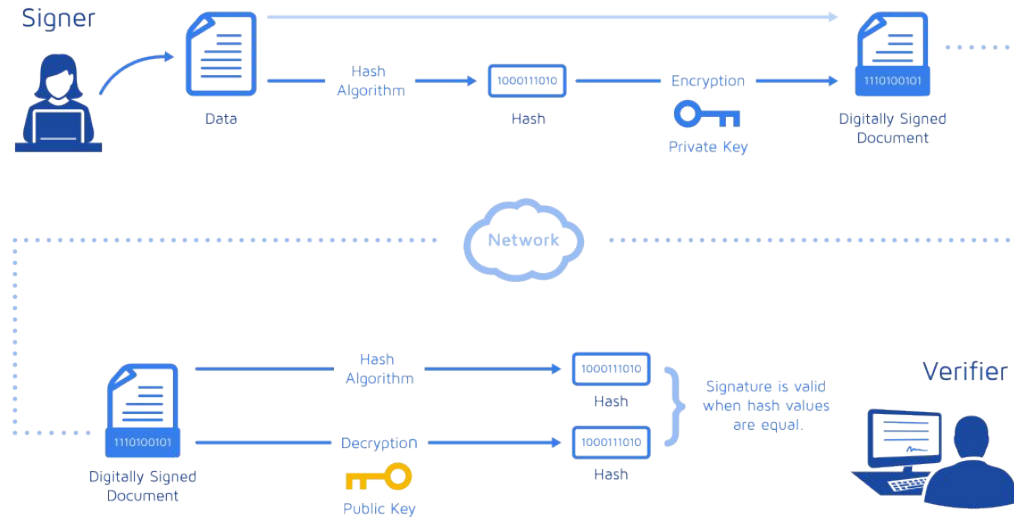 Signer
Hash
Algorithm
1000111010
Encryption
1110100101
Data
Hash
Private Key
Digitally Signed
Document
Network
Hash
Algorithm
1000111010
Hash
Signature is valid
when hash values
are equal.
Verifier
1110100101
Decryption
1000111010
Hash
Digitally Signed
Document
Public Key